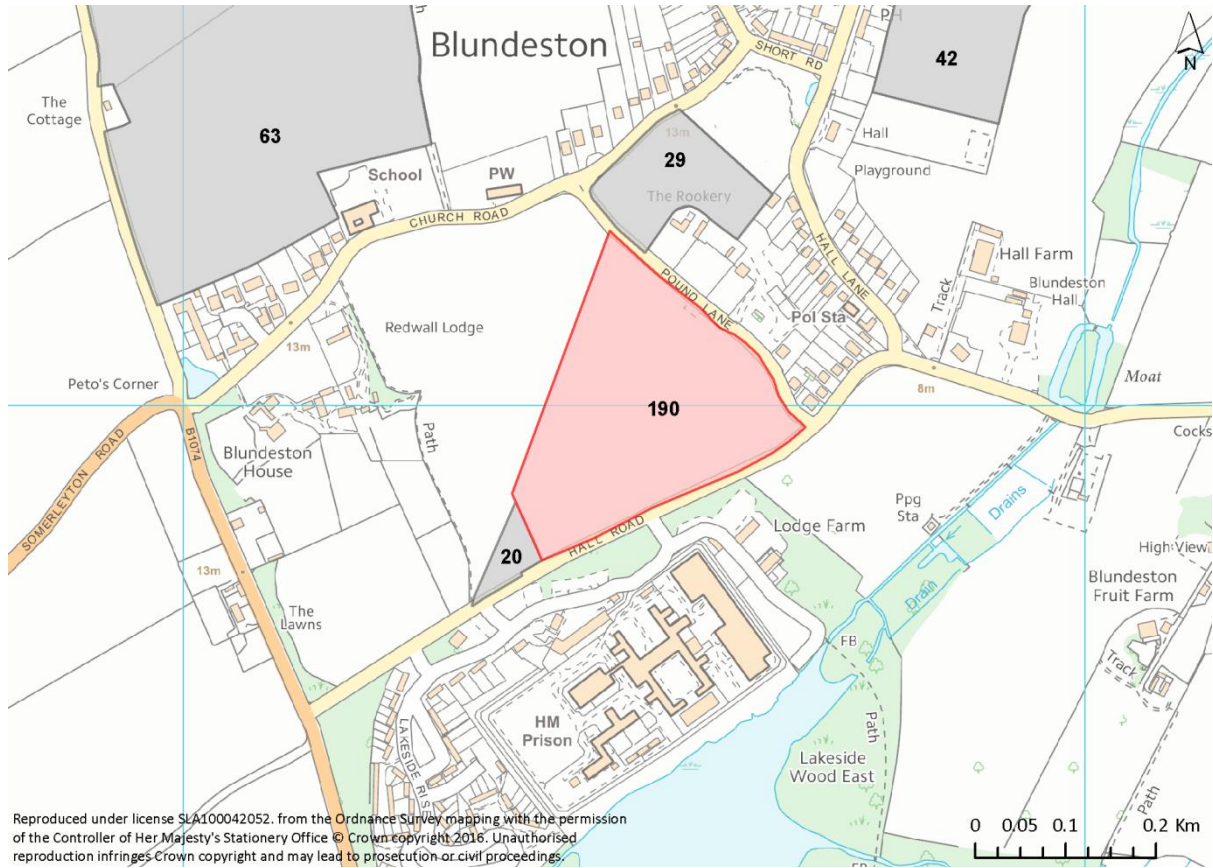 Blundeston
PH
SHORT RD
42
N
The
Cottage
63
13m
Hall
29
School
PW
The Rookery
Playground
CHURCH ROAD
HALL LANE
Hall Farm
POUND LANE
Track
Blundeston
Hall
Redwall Lodge
Pol Sta
13m
Peto's Corner
8m
Moat
190
Path
SOMERLEYTON ROAD
B1074
Blundeston
House
Cocks
Ppg
Sta
Drains
HALL ROAD
Lodge Farm
20
High View
13m
Drain
Blundeston
Fruit Farm
The
Lawns
FB
Track
LAKESIDE RISE
HM
Prison
Path
Lakeside
Wood East
Path
Reproduced under license SLA100042052. from the Ordnance Survey mapping with the permission
of the Controller of Her Majesty's Stationery Office © Crown copyright 2016. Unauthorised
reproduction infringes Crown copyright and may lead to prosecution or civil proceedings.
0 0.05 0.1 0.2 Km